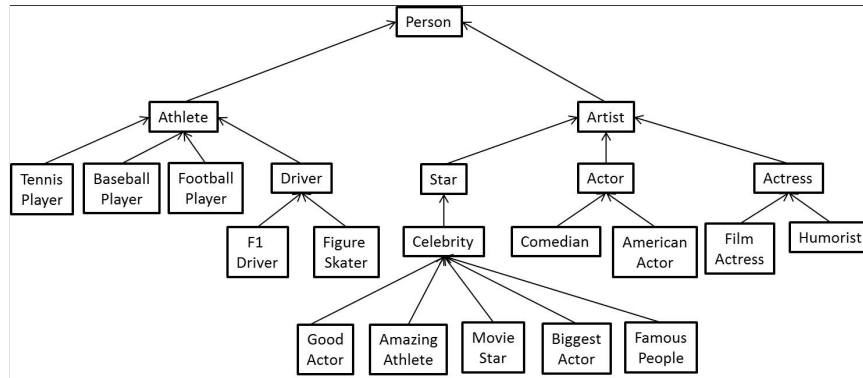 Person
Athlete
Artist
Tennis
Player
Baseball
Player
Football
Player
Driver
Star
Actor
Actress
F1
Driver
Figure
Skater
Celebrity
Comedian
American
Actor
Film
Actress
Humorist
Good
Actor
Amazing
Athlete
Movie
Star
Biggest
Actor
Famous
People